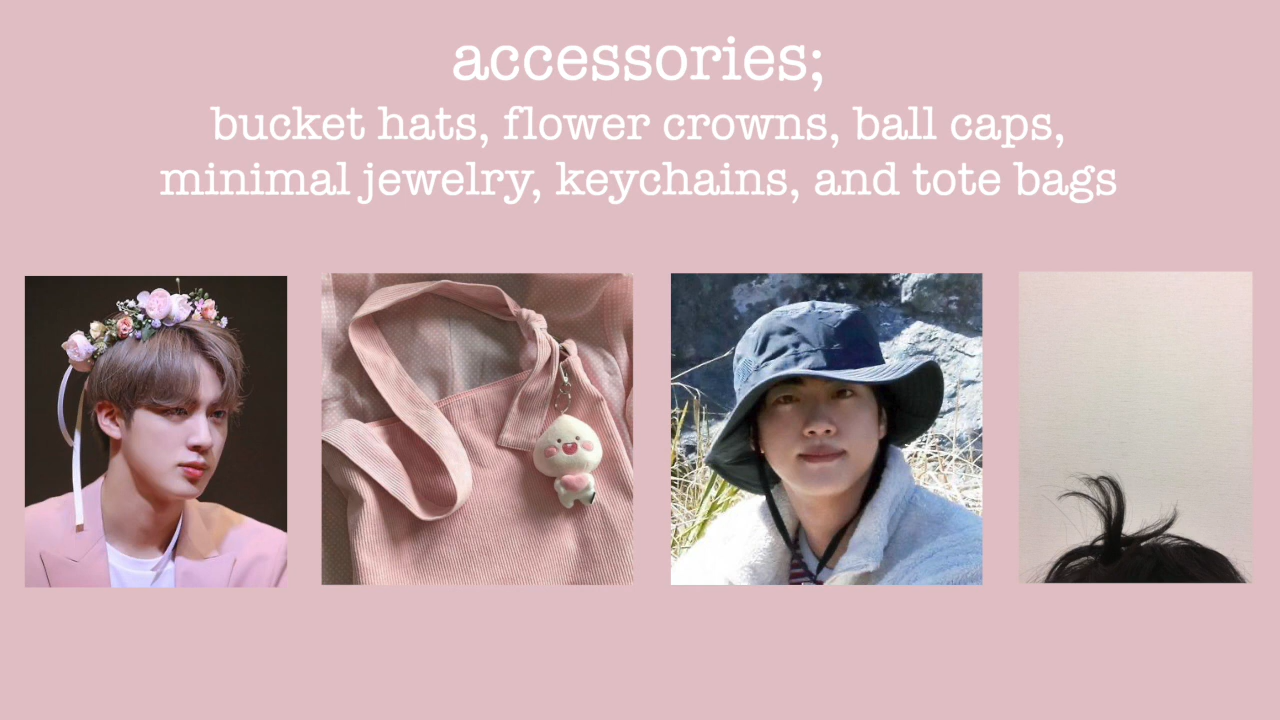 accessories;
bucket hats, flower crowns, ball caps,
minimal jewelry, keychains, and tote bags